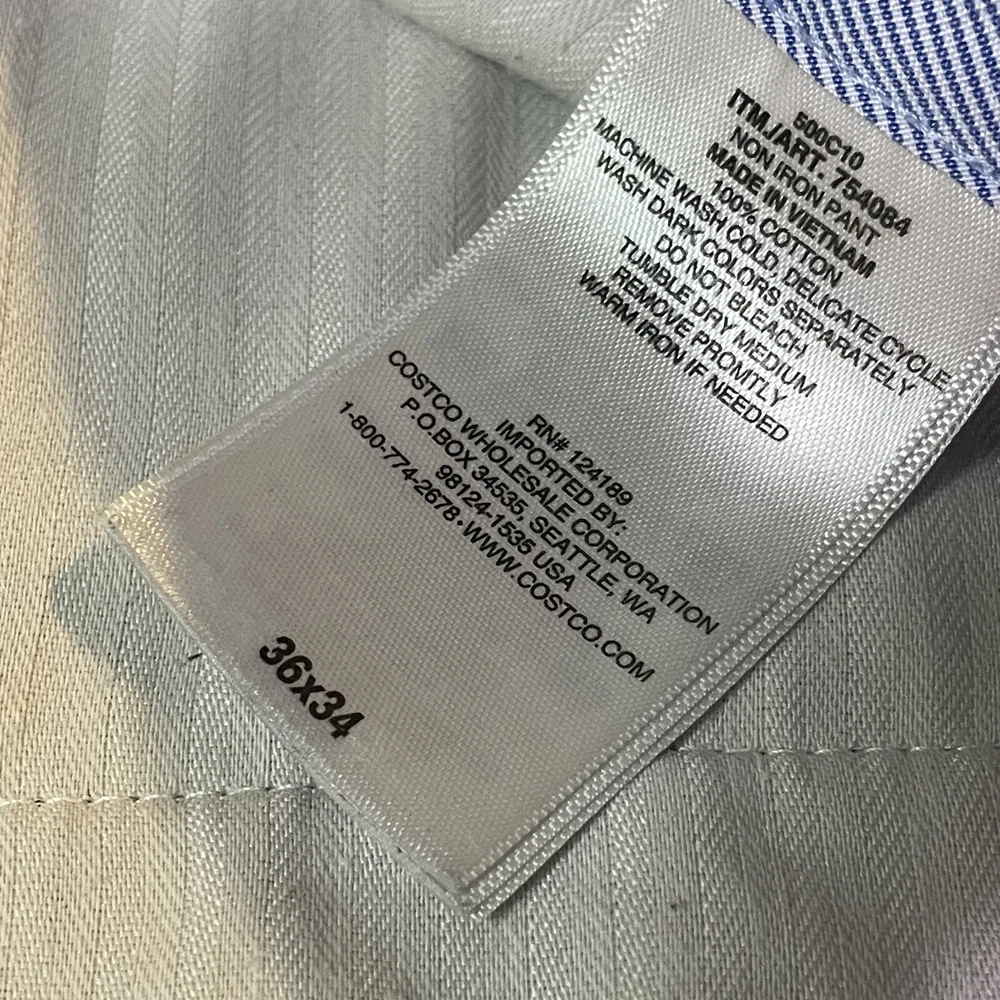 500C10
ITM./ART. 754084
NON IRON PANT
MADE IN VIETNAM
100% COTTON
MACHINE WASH COLD, DELICATE CYCLE
WASH DARK COLORS SEPARATELY
DO NOT BLEACH
TUMBLE DRY MEDIUM
REMOVE PROMTLY
WARM IRON IF NEEDED
RN# 124189
IMPORTED BY:
COSTCO WHOLESALE CORPORATION
P.O.BOX 34535, SEATTLE, WA
98124-1535 USA
1-800-774-2678 • WWW.COSTCO.COM
36x34